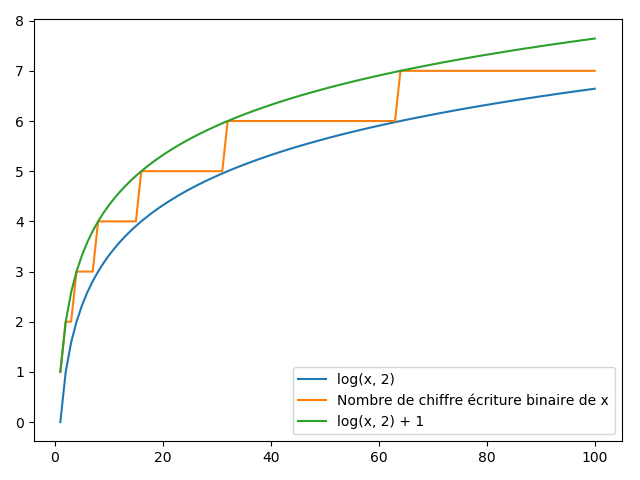 8
7
6
5
4
3
2
1
0
0 20 40 60 80 100
log(x, 2)
Nombre de chiffre écriture binaire de x
log(x, 2) + 1